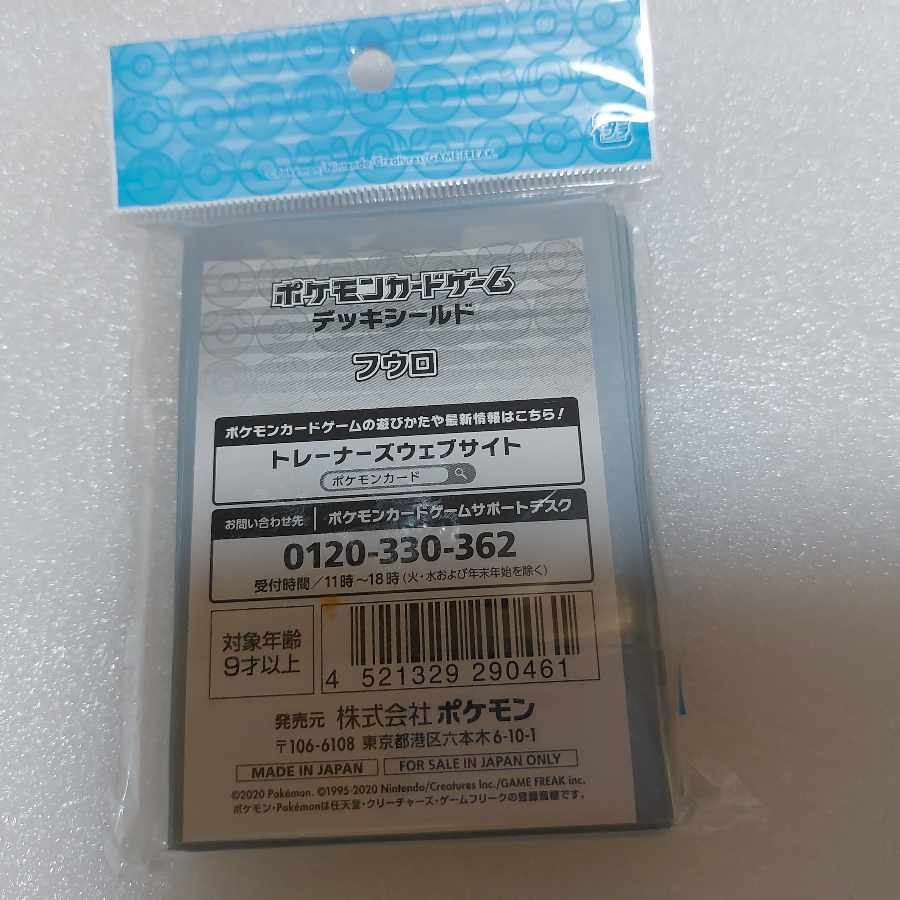 ©Pokémon/Nintendo/Creatures/GAME FREAK.
プラ
ポケモンカードゲーム
デッキシールド
フウロ
ポケモンカードゲームの遊びかたや最新情報はこちら!
トレーナーズウェブサイト
ポケモンカード
お問い合わせ先 ポケモンカードゲームサポートデスク
0120-330-362
受付時間/11時~18時(火・水および年末年始を除く)
対象年齢
9才以上
4 521329 290461
発売元 株式会社ポケモン
〒106-6108 東京都港区六本木6-10-1
MADE IN JAPAN FOR SALE IN JAPAN ONLY
©2020 Pokémon. ©1995-2020 Nintendo/Creatures Inc./GAME FREAK inc.
ポケモン・Pokémonは任天堂・クリーチャーズ・ゲームフリークの登録商標です。